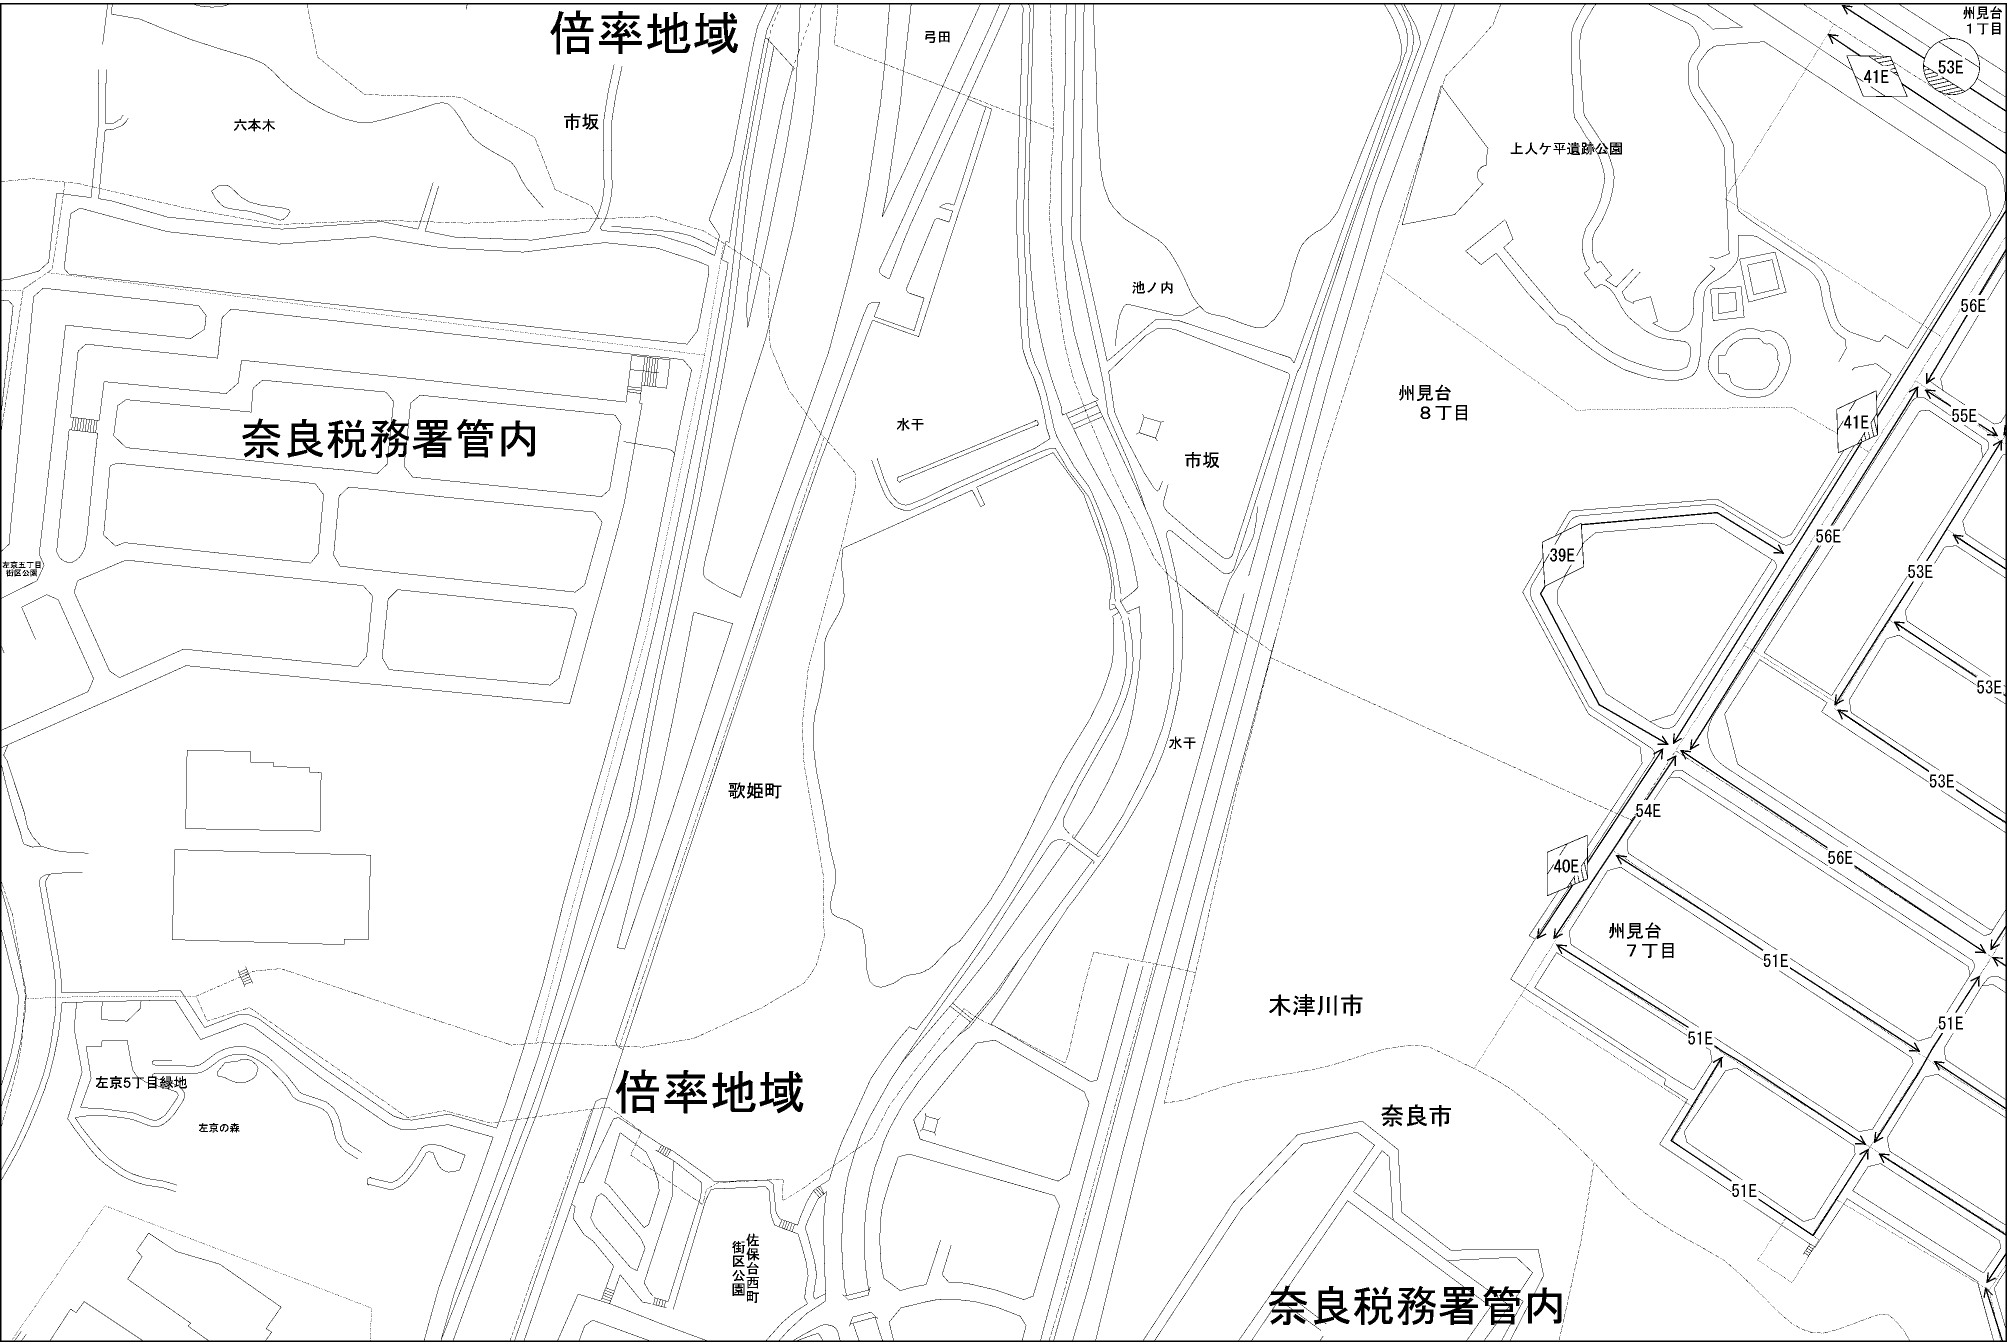 倍率地域
弓田
州見台
1丁目
41E
53E
六本木
市坂
上人ケ平遺跡公園
池ノ内
56E
州見台
8丁目
41E
55E
奈良税務署管内
水干
市坂
56E
39E
左京五丁目
街区公園
53E
53E
水干
歌姫町
53E
54E
56E
40E
州見台
7丁目
51E
木津川市
51E
51E
左京5丁目緑地
倍率地域
奈良市
左京の森
51E
佐保台西町
街区公園
奈良税務署管内